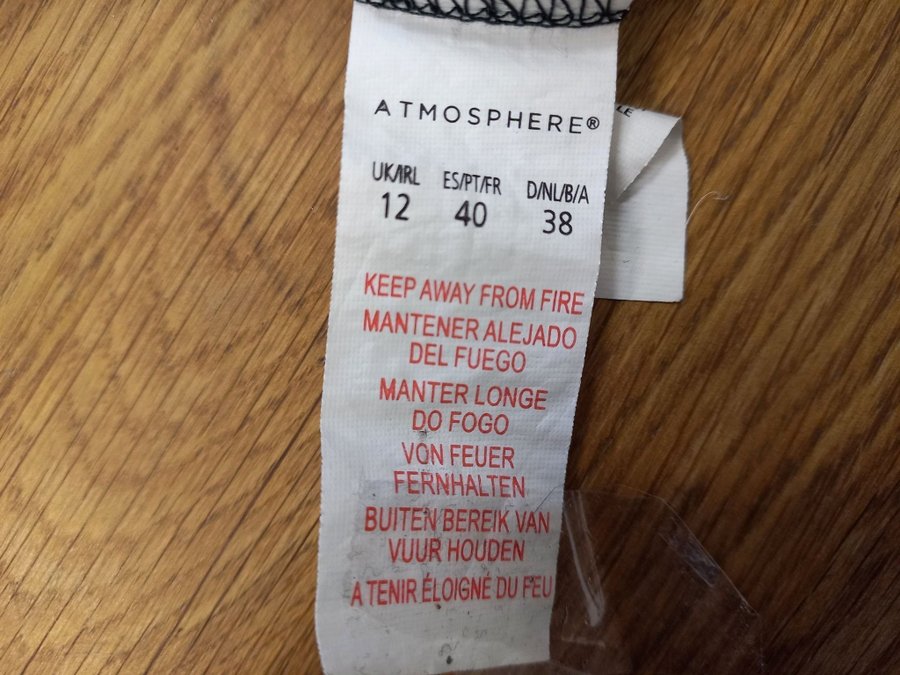 ATMOSPHERE®
UK/IRL ES/PT/FR D/NL/B/A
12 40 38
KEEP AWAY FROM FIRE
MANTENER ALEJADO
DEL FUEGO
MANTER LONGE
DO FOGO
VON FEUER
FERNHALTEN
BUITEN BEREIK VAN
VUUR HOUDEN
A TENIR ÉLOIGNÉ DU FEU